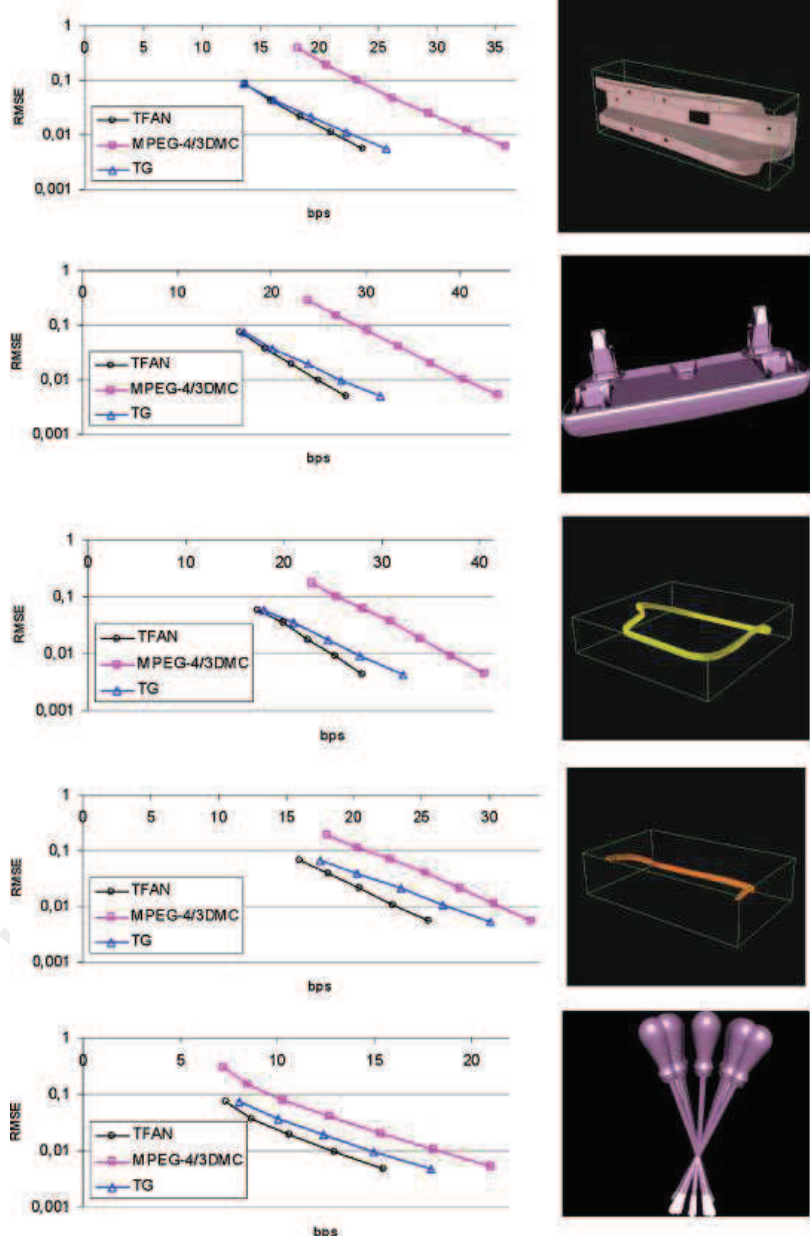 1
0 5 10 15 20 25 30 35
0,1
RMSE
TFAN
MPEG-4/3DMC
TG
0,01
0,001
bps
1
0 10 20 30 40
0,1
RMSE
TFAN
MPEG-4/3DMC
TG
0,01
0,001
bps
1
0 10 20 30 40
0,1
RMSE
TFAN
MPEG-4/3DMC
TG
0,01
0,001
bps
1
0 5 10 15 20 25 30
0,1
RMSE
TFAN
MPEG-4/3DMC
TG
0,01
0,001
bps
1
0 5 10 15 20
0,1
RMSE
TFAN
MPEG-4/3DMC
TG
0,01
0,001
bps